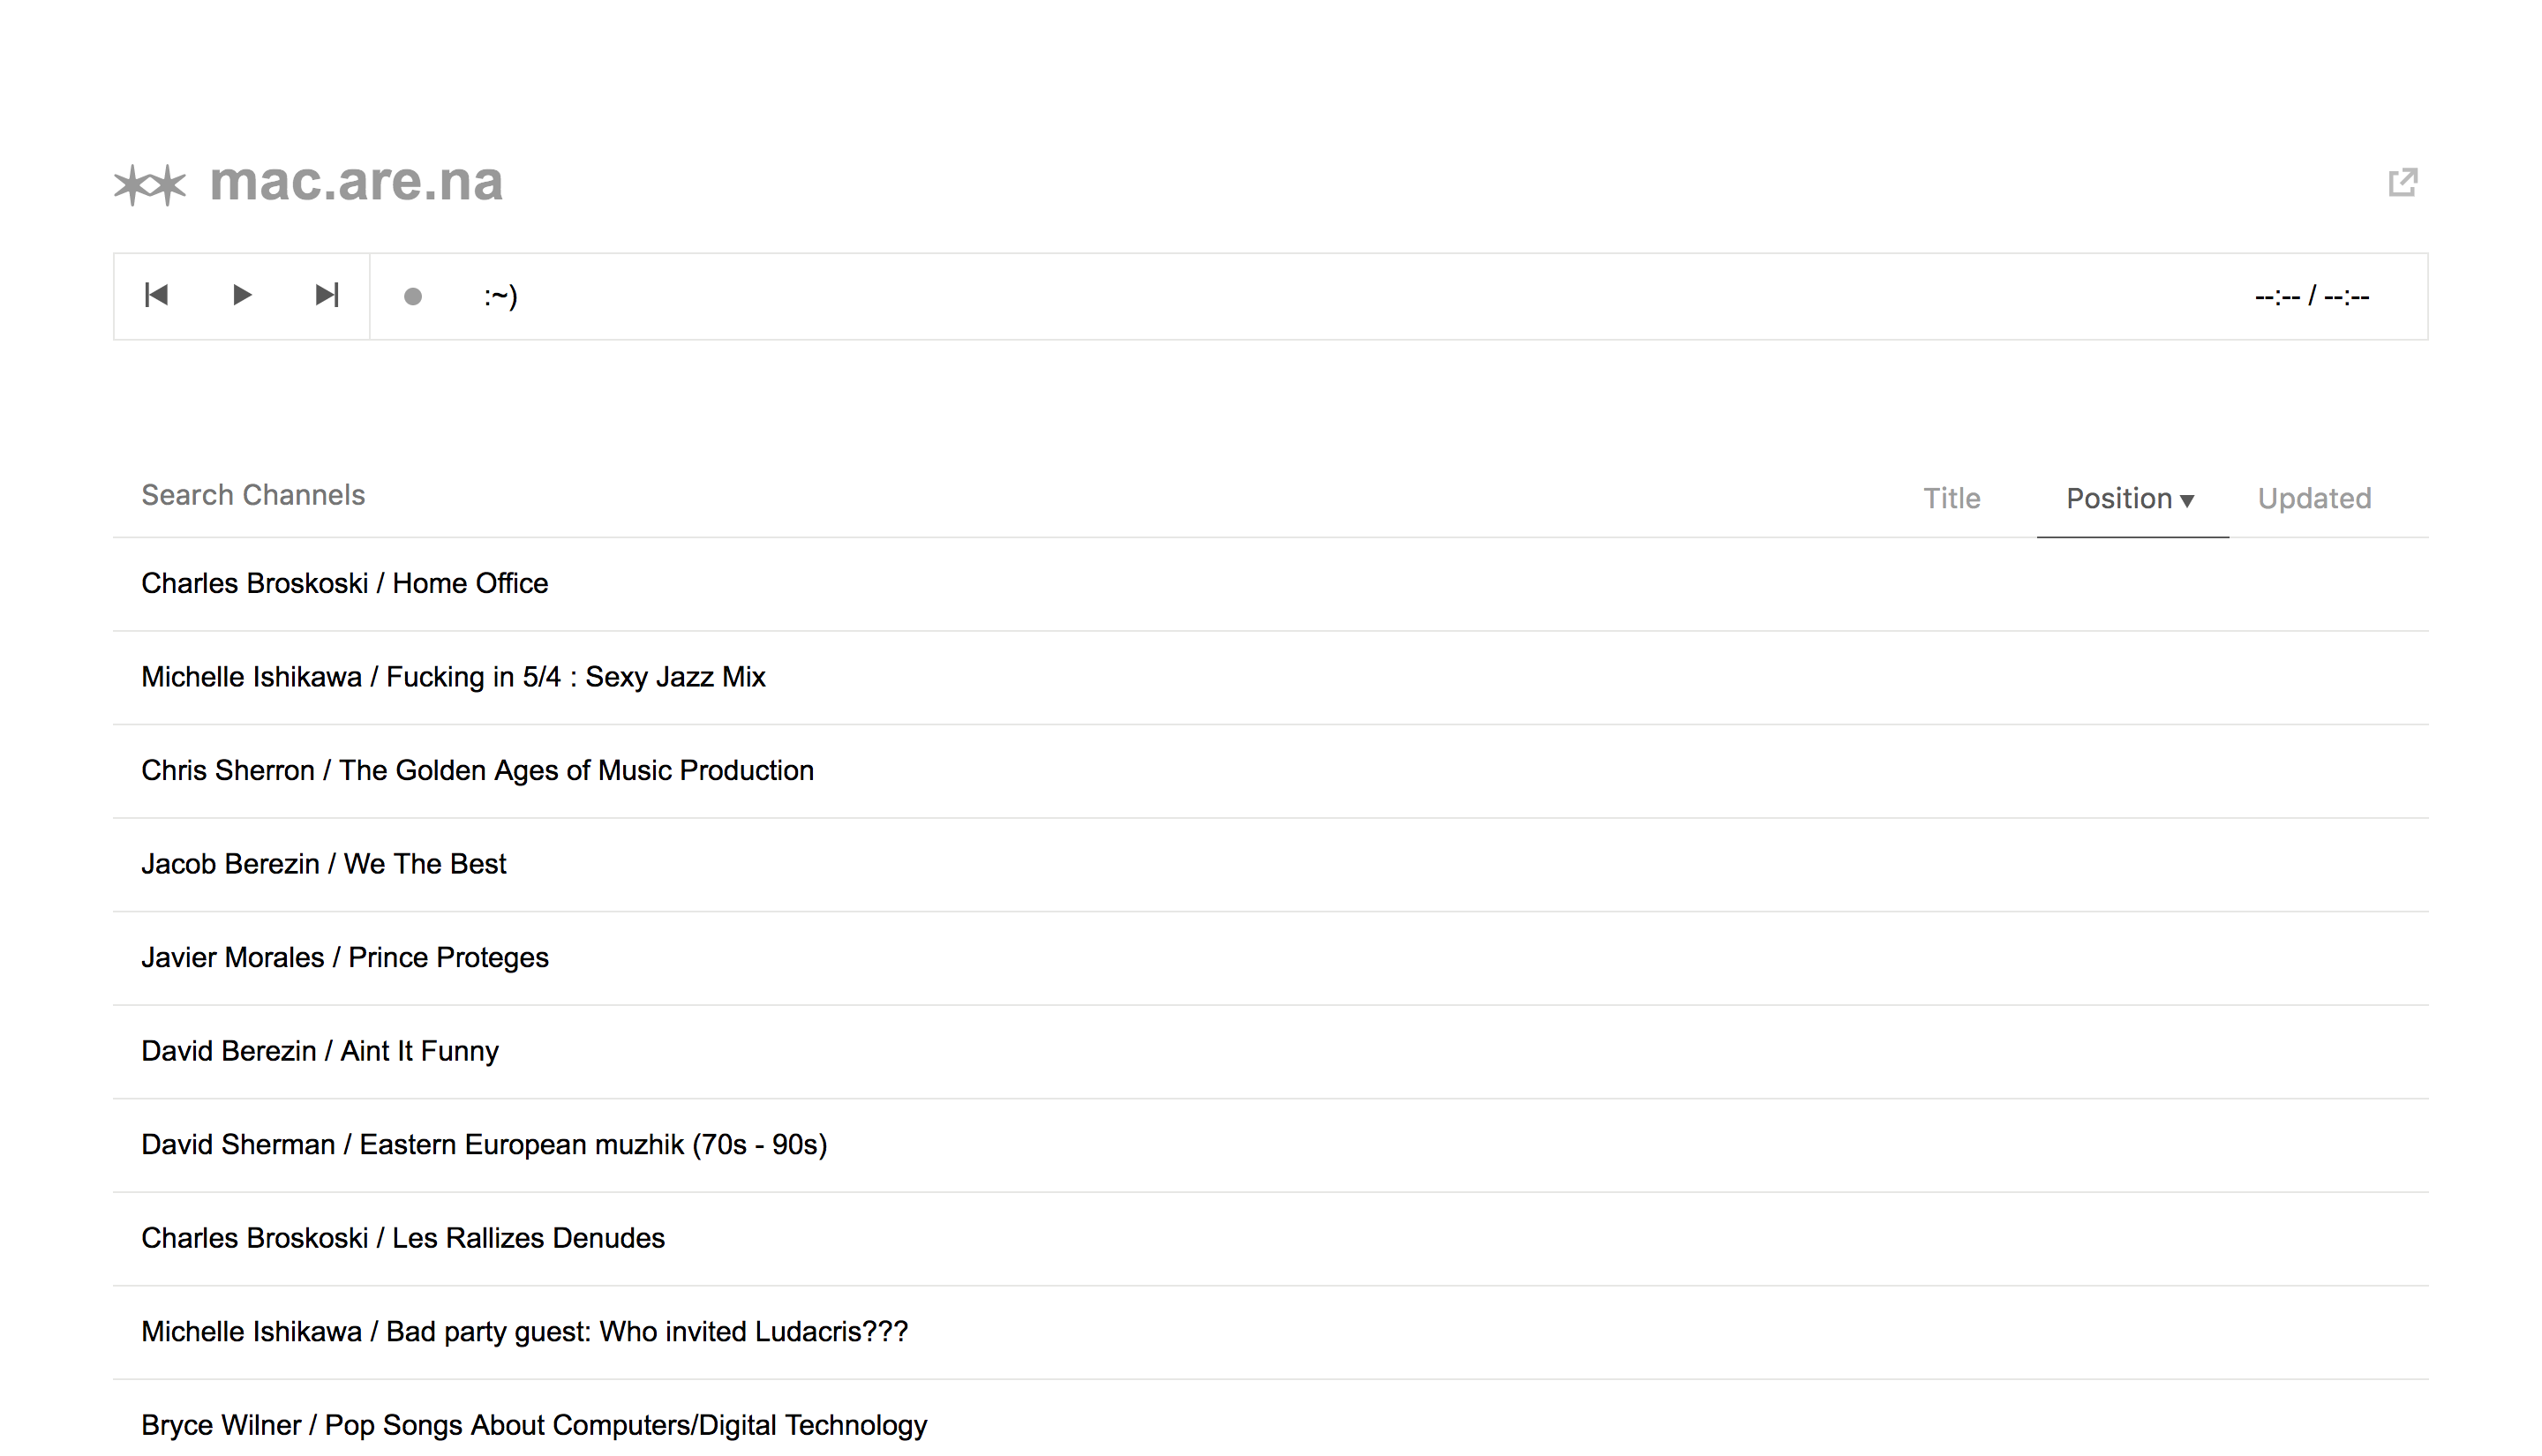 mac.are.na
:~)
--:-- / --:--
Search Channels
Title Position ▼ Updated
Charles Broskoski / Home Office
Michelle Ishikawa / Fucking in 5/4 : Sexy Jazz Mix
Chris Sherron / The Golden Ages of Music Production
Jacob Berezin / We The Best
Javier Morales / Prince Proteges
David Berezin / Aint It Funny
David Sherman / Eastern European muzhik (70s - 90s)
Charles Broskoski / Les Rallizes Denudes
Michelle Ishikawa / Bad party guest: Who invited Ludacris???
Bryce Wilner / Pop Songs About Computers/Digital Technology